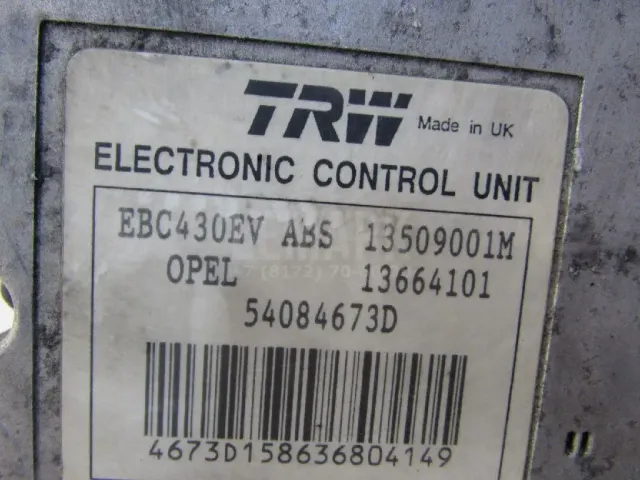 TRW Made in UK
ELECTRONIC CONTROL UNIT
EBC430EV ABS 13509001M
OPEL 13664101
54084673D
4673D158636804149